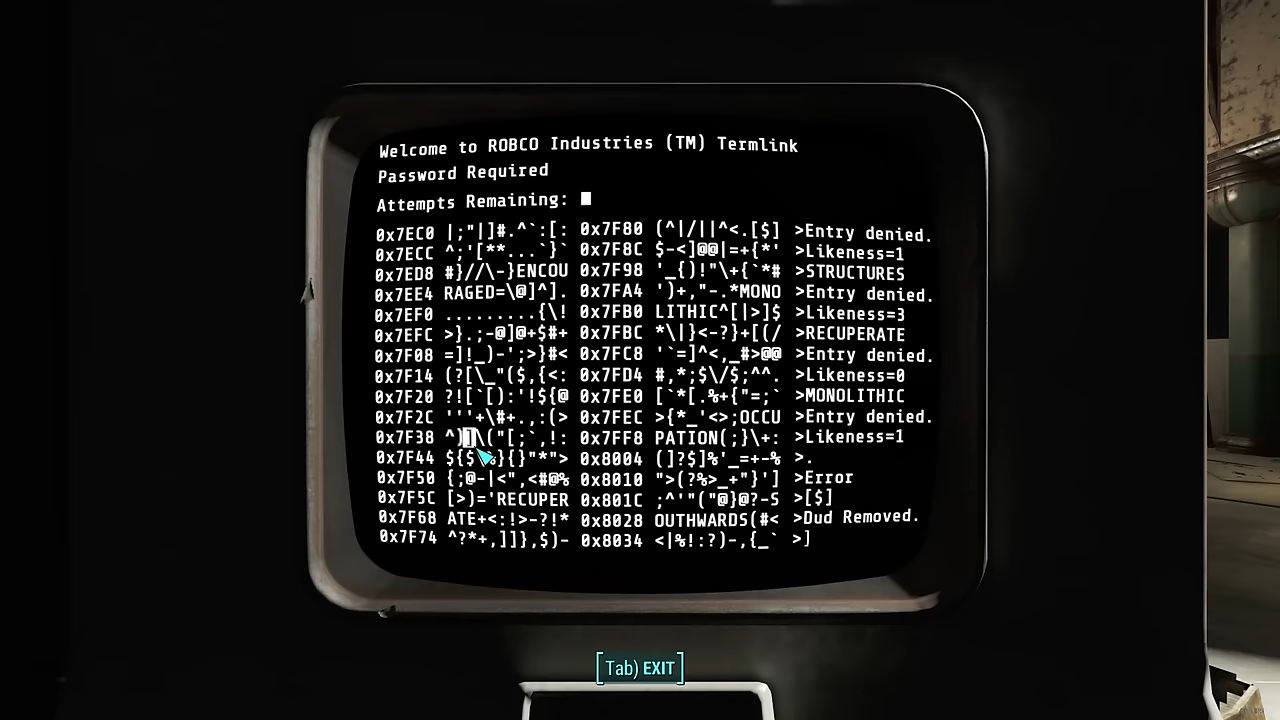 Welcome to ROBCO Industries (TM) Termlink
Password Required
Attempts Remaining: ■
0x7EC0 |;"|]#.^`:[: 0x7F80 (^|/||^<.[$] >Entry denied.
0x7ECC ^;'[**...`}` 0x7F8C $-<]@@|=+{*' >Likeness=1
0x7ED8 #}//\-}ENCOU 0x7F98 '_{)!"\+{`*# >STRUCTURES
0x7EE4 RAGED=\@]^]. 0x7FA4 ')+,"-.*MONO >Entry denied.
0x7EF0 .........{\! 0x7FB0 LITHIC^[|>]$ >Likeness=3
0x7EFC >}.;-@]@+$#+ 0x7FBC *\|}<-?}+[(/ >RECUPERATE
0x7F08 =]!_)-';>}#< 0x7FC8 '`=]^<,_#>@@ >Entry denied.
0x7F14 (?[\_"($,{<: 0x7FD4 #,*;$\/$;^^. >Likeness=0
0x7F20 ?![`[):'!${@ 0x7FE0 [`*[.%+{"=;` >MONOLITHIC
0x7F2C '''+\#+.,:(> 0x7FEC >{*_'<>;OCCU >Entry denied.
0x7F38 ^)]\("[;`,!: 0x7FF8 PATION(;}\+: >Likeness=1
0x7F44 ${$%}{}"*"> 0x8004 (]?$]%'_=+-% >.
0x7F50 {;@-|<",<#@% 0x8010 ">(?%>_+"}'] >Error
0x7F5C [>)='RECUPER 0x801C ;^'"("@}@?-S >[$]
0x7F68 ATE+<:!>-?!* 0x8028 OUTHWARDS(#< >Dud Removed.
0x7F74 ^?*+,]]},$)- 0x8034 <|%!:?)-,{_` >]
Tab) EXIT